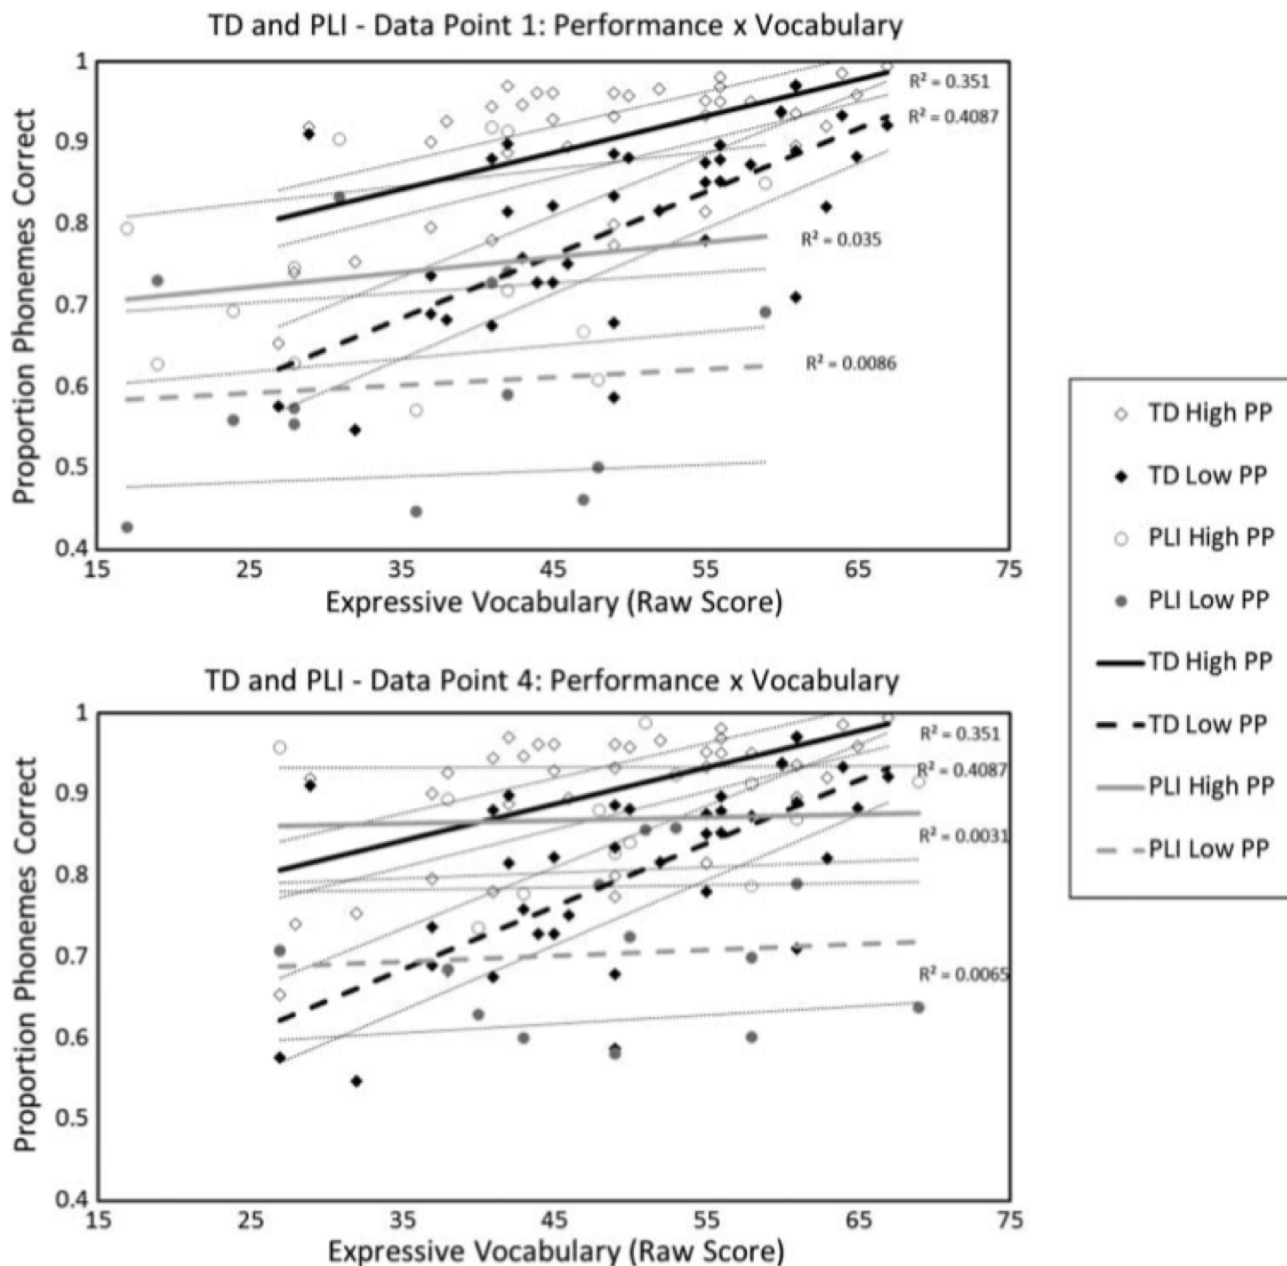 TD and PLI - Data Point 1: Performance x Vocabulary
Proportion Phonemes Correct
1
0.9
0.8
0.7
0.6
0.5
0.4
R² = 0.351
R² = 0.4087
R² = 0.035
R² = 0.0086
15 25 35 45 55 65 75
Expressive Vocabulary (Raw Score)
TD High PP
TD Low PP
PLI High PP
PLI Low PP
TD High PP
TD Low PP
PLI High PP
PLI Low PP
TD and PLI - Data Point 4: Performance x Vocabulary
Proportion Phonemes Correct
1
0.9
0.8
0.7
0.6
0.5
0.4
R² = 0.351
R² = 0.4087
R² = 0.0031
R² = 0.0065
15 25 35 45 55 65 75
Expressive Vocabulary (Raw Score)